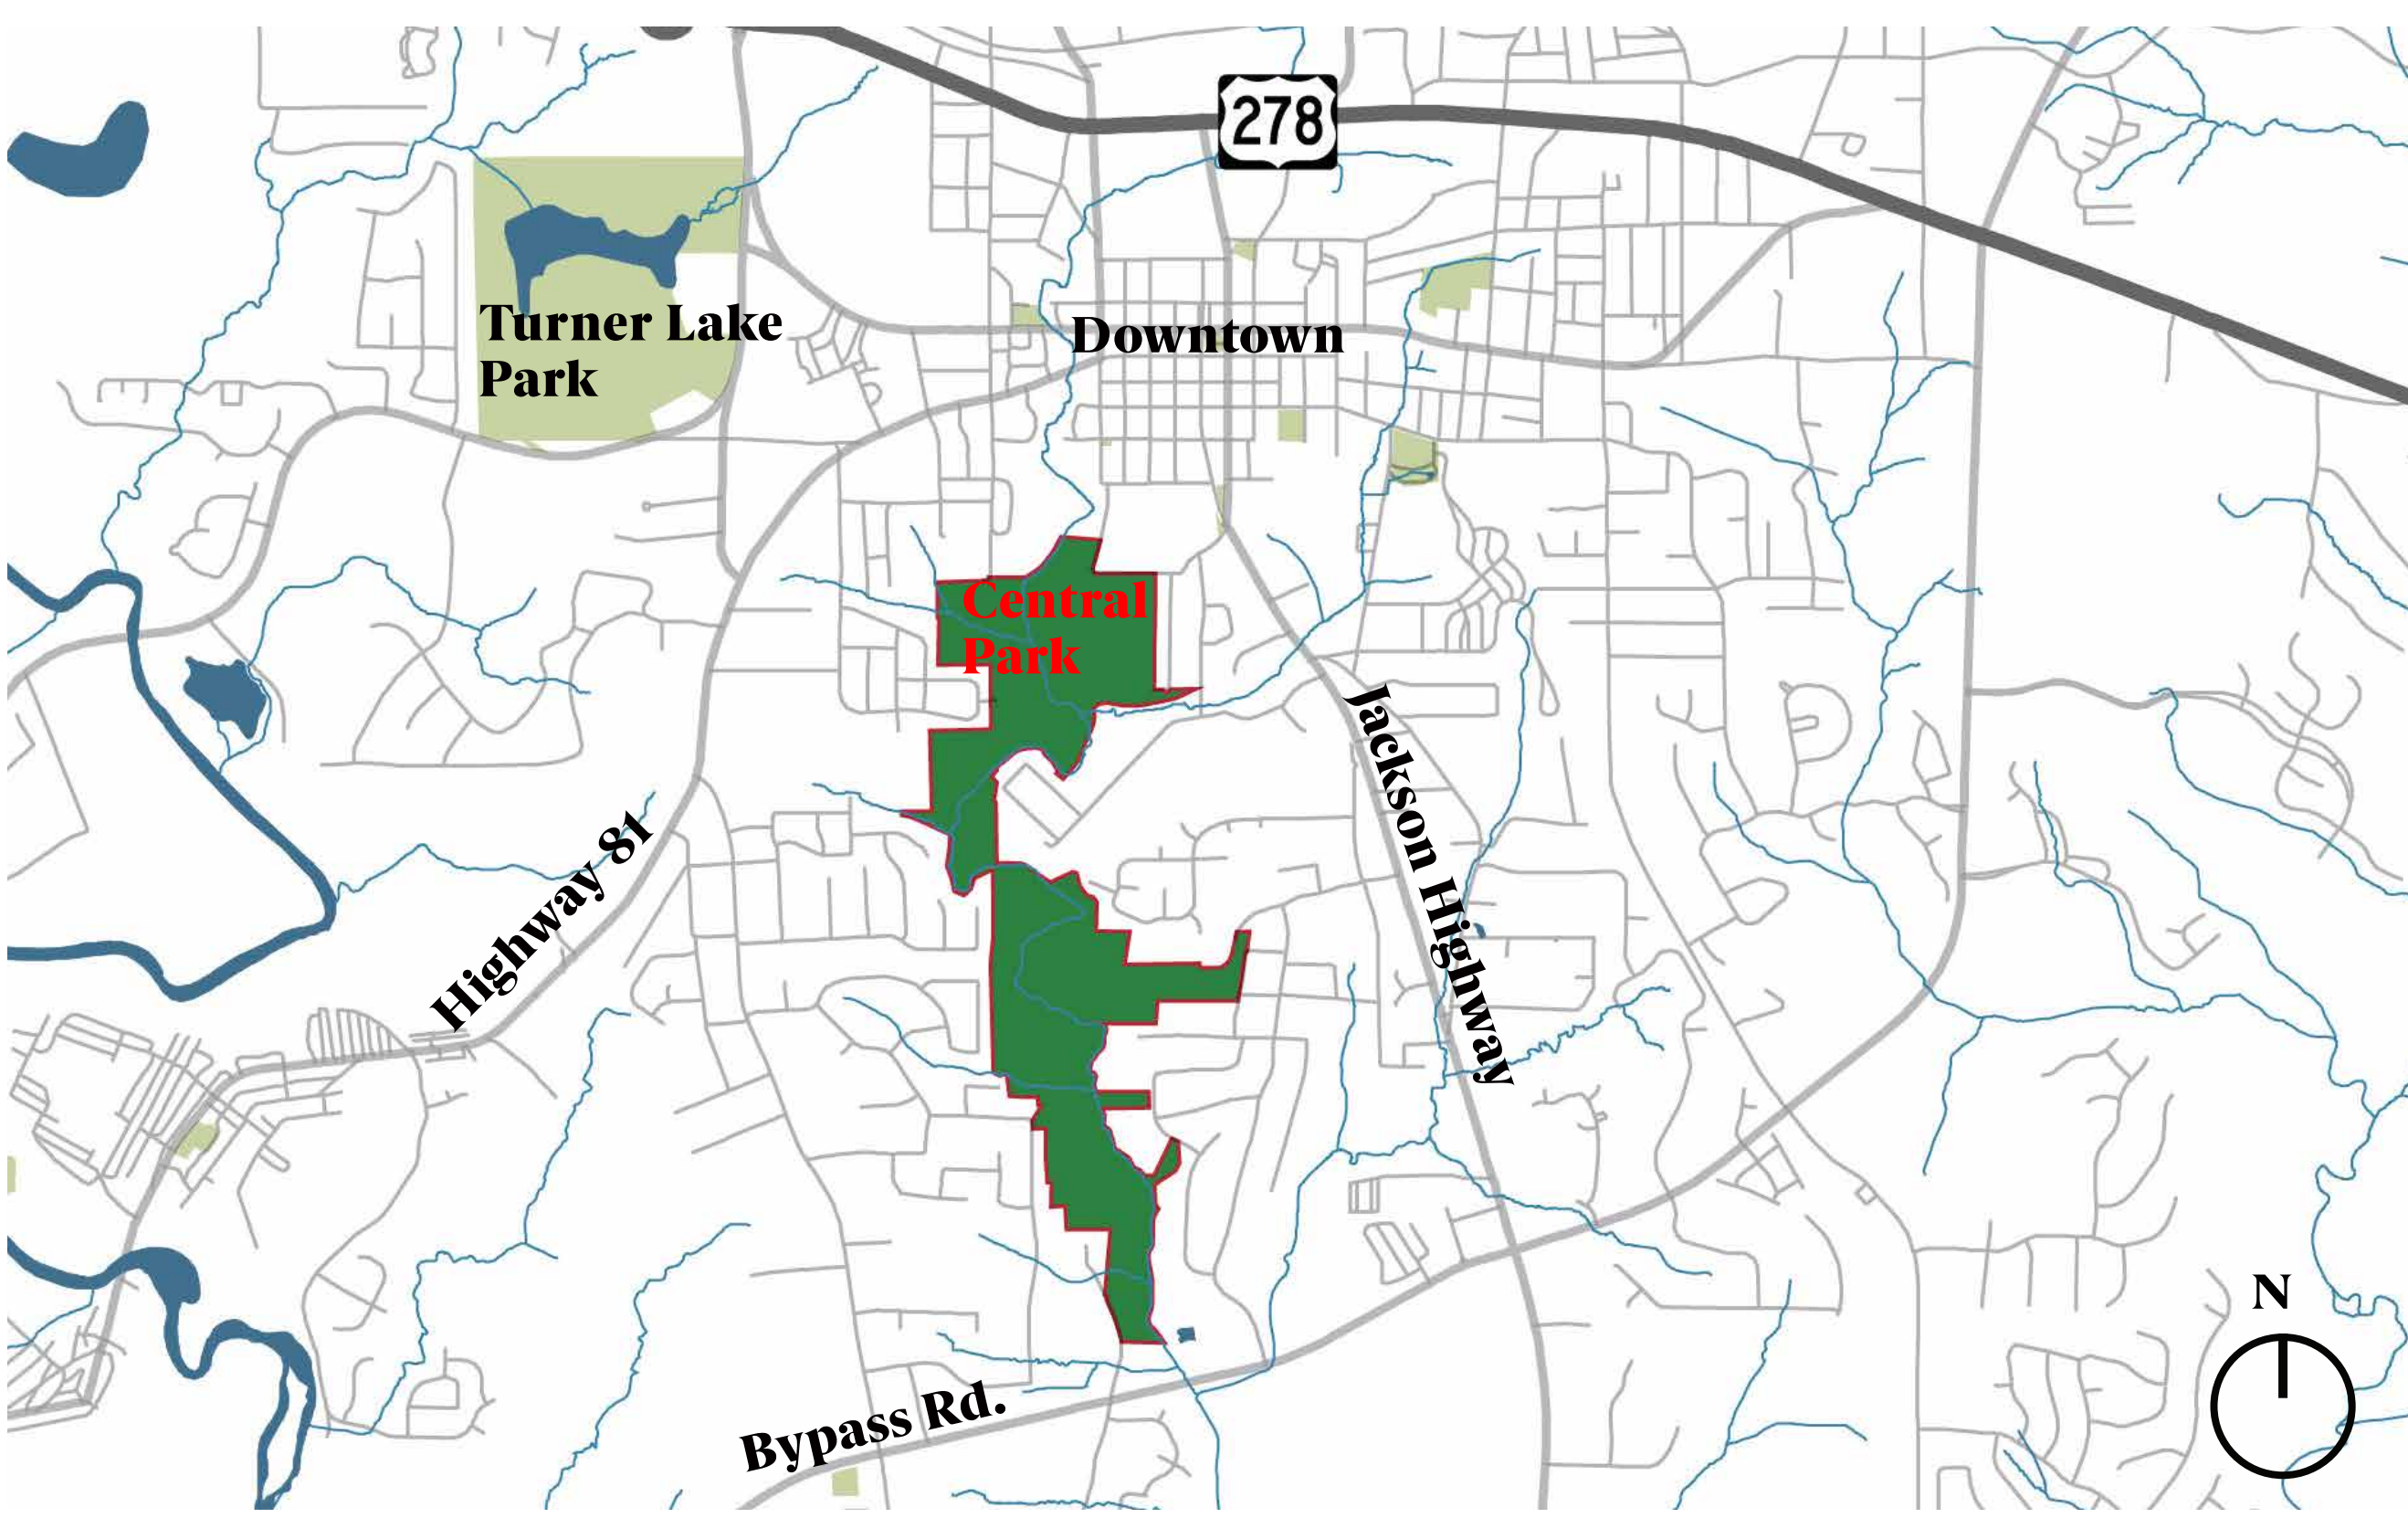 278
Turner Lake
Park
Downtown
Central
Park
Jackson Highway
Highway 81
N
Bypass Rd.